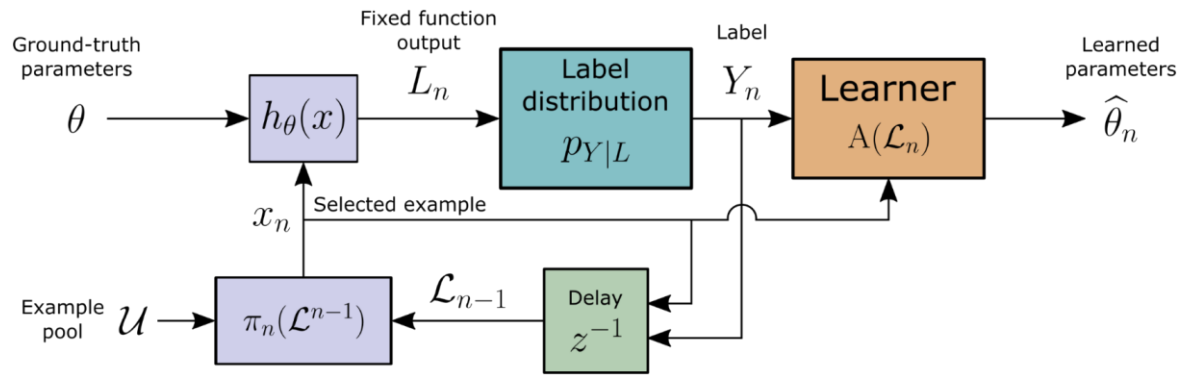 Ground-truth
parameters
θ
h_θ(x)
Fixed function
output
L_n
Label
distribution
p_{Y|L}
Label
Y_n
Learner
A(𝓛_n)
Learned
parameters
θ̂_n
x_n
Selected example
Example
pool
𝒰
π_n(𝓛^{n−1})
𝓛_{n−1}
Delay
z^{−1}